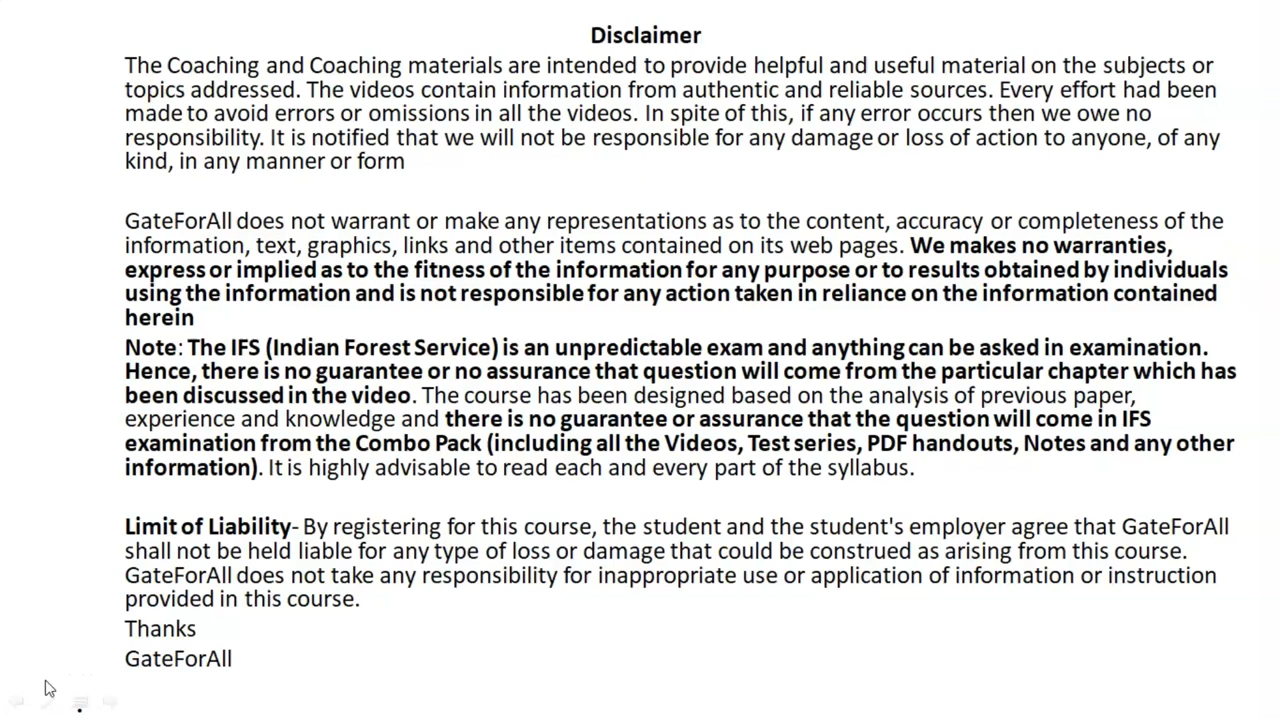 Disclaimer
The Coaching and Coaching materials are intended to provide helpful and useful material on the subjects or
topics addressed. The videos contain information from authentic and reliable sources. Every effort had been
made to avoid errors or omissions in all the videos. In spite of this, if any error occurs then we owe no
responsibility. It is notified that we will not be responsible for any damage or loss of action to anyone, of any
kind, in any manner or form
GateForAll does not warrant or make any representations as to the content, accuracy or completeness of the
information, text, graphics, links and other items contained on its web pages. We makes no warranties,
express or implied as to the fitness of the information for any purpose or to results obtained by individuals
using the information and is not responsible for any action taken in reliance on the information contained
herein
Note: The IFS (Indian Forest Service) is an unpredictable exam and anything can be asked in examination.
Hence, there is no guarantee or no assurance that question will come from the particular chapter which has
been discussed in the video. The course has been designed based on the analysis of previous paper,
experience and knowledge and there is no guarantee or assurance that the question will come in IFS
examination from the Combo Pack (including all the Videos, Test series, PDF handouts, Notes and any other
information). It is highly advisable to read each and every part of the syllabus.
Limit of Liability- By registering for this course, the student and the student's employer agree that GateForAll
shall not be held liable for any type of loss or damage that could be construed as arising from this course.
GateForAll does not take any responsibility for inappropriate use or application of information or instruction
provided in this course.
Thanks
GateForAll